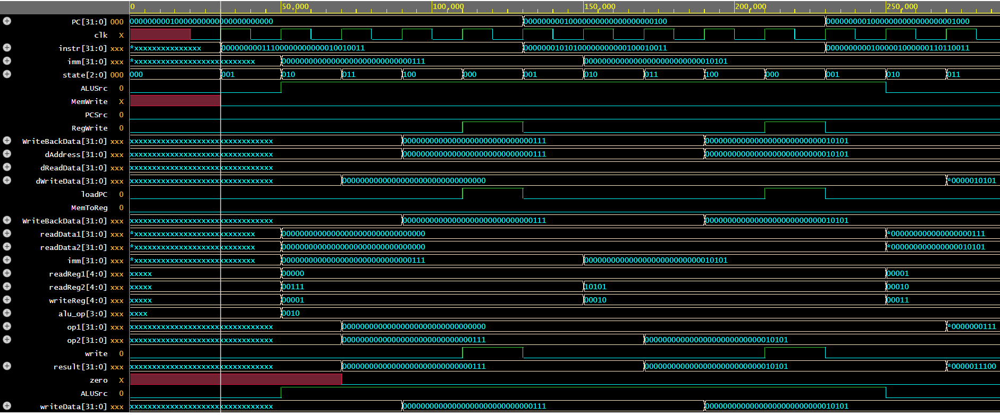 0 50,000 100,000 150,000 200,000 250,000
PC[31:0] 000 00000000010000000000000000000000 00000000010000000000000000000100 00000000010000000000000000001000
clk X
instr[31:0] xxx *xxxxxxxxxxxxxxx 00000000011100000000000010010011 00000001010100000000000100010011 00000000001000001000000110110011
imm[31:0] xxx *xxxxxxxxxxxxxxxxxxxxxxxxxxx 00000000000000000000000000000111 00000000000000000000000000010101
state[2:0] 000 000 001 010 011 100 000 001 010 011 100 000 001 010 011
ALUSrc 0
MemWrite X
PCSrc 0
RegWrite 0
WriteBackData[31:0] xxx xxxxxxxxxxxxxxxxxxxxxxxxxxxxxxxx 00000000000000000000000000000111 00000000000000000000000000010101
dAddress[31:0] xxx xxxxxxxxxxxxxxxxxxxxxxxxxxxxxxxx 00000000000000000000000000000111 00000000000000000000000000010101
dReadData[31:0] xxx xxxxxxxxxxxxxxxxxxxxxxxxxxxxxxxx
dWriteData[31:0] xxx xxxxxxxxxxxxxxxxxxxxxxxxxxxxxxxx 00000000000000000000000000000000 *0000010101
loadPC 0
MemToReg 0
WriteBackData[31:0] xxx xxxxxxxxxxxxxxxxxxxxxxxxxxxxxxxx 00000000000000000000000000000111 00000000000000000000000000010101
readData1[31:0] xxx *xxxxxxxxxxxxxxxxxxxxxxxxxxx 00000000000000000000000000000000 *000000000000000000111
readData2[31:0] xxx *xxxxxxxxxxxxxxxxxxxxxxxxxxx 00000000000000000000000000000000 *000000000000000010101
imm[31:0] xxx *xxxxxxxxxxxxxxxxxxxxxxxxxxx 00000000000000000000000000000111 00000000000000000000000000010101
readReg1[4:0] xxx xxxxx 00000 00001
readReg2[4:0] xxx xxxxx 00111 10101 00010
writeReg[4:0] xxx xxxxx 00001 00010 00011
alu_op[3:0] xxx xxxx 0010
op1[31:0] xxx xxxxxxxxxxxxxxxxxxxxxxxxxxxxxxxx 00000000000000000000000000000000 *0000000111
op2[31:0] xxx xxxxxxxxxxxxxxxxxxxxxxxxxxxxxxxx 00000000000000000000000000000111 00000000000000000000000000010101
write 0
result[31:0] xxx xxxxxxxxxxxxxxxxxxxxxxxxxxxxxxxx 00000000000000000000000000000111 00000000000000000000000000010101 *0000011100
zero X
ALUSrc 0
writeData[31:0] xxx xxxxxxxxxxxxxxxxxxxxxxxxxxxxxxxx 00000000000000000000000000000111 00000000000000000000000000010101